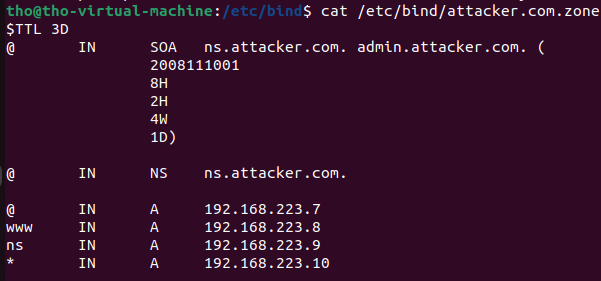 tho@tho-virtual-machine:/etc/bind$ cat /etc/bind/attacker.com.zone
$TTL 3D
@ IN SOA ns.attacker.com. admin.attacker.com. (
2008111001
8H
2H
4W
1D)
@ IN NS ns.attacker.com.
@ IN A 192.168.223.7
www IN A 192.168.223.8
ns IN A 192.168.223.9
* IN A 192.168.223.10